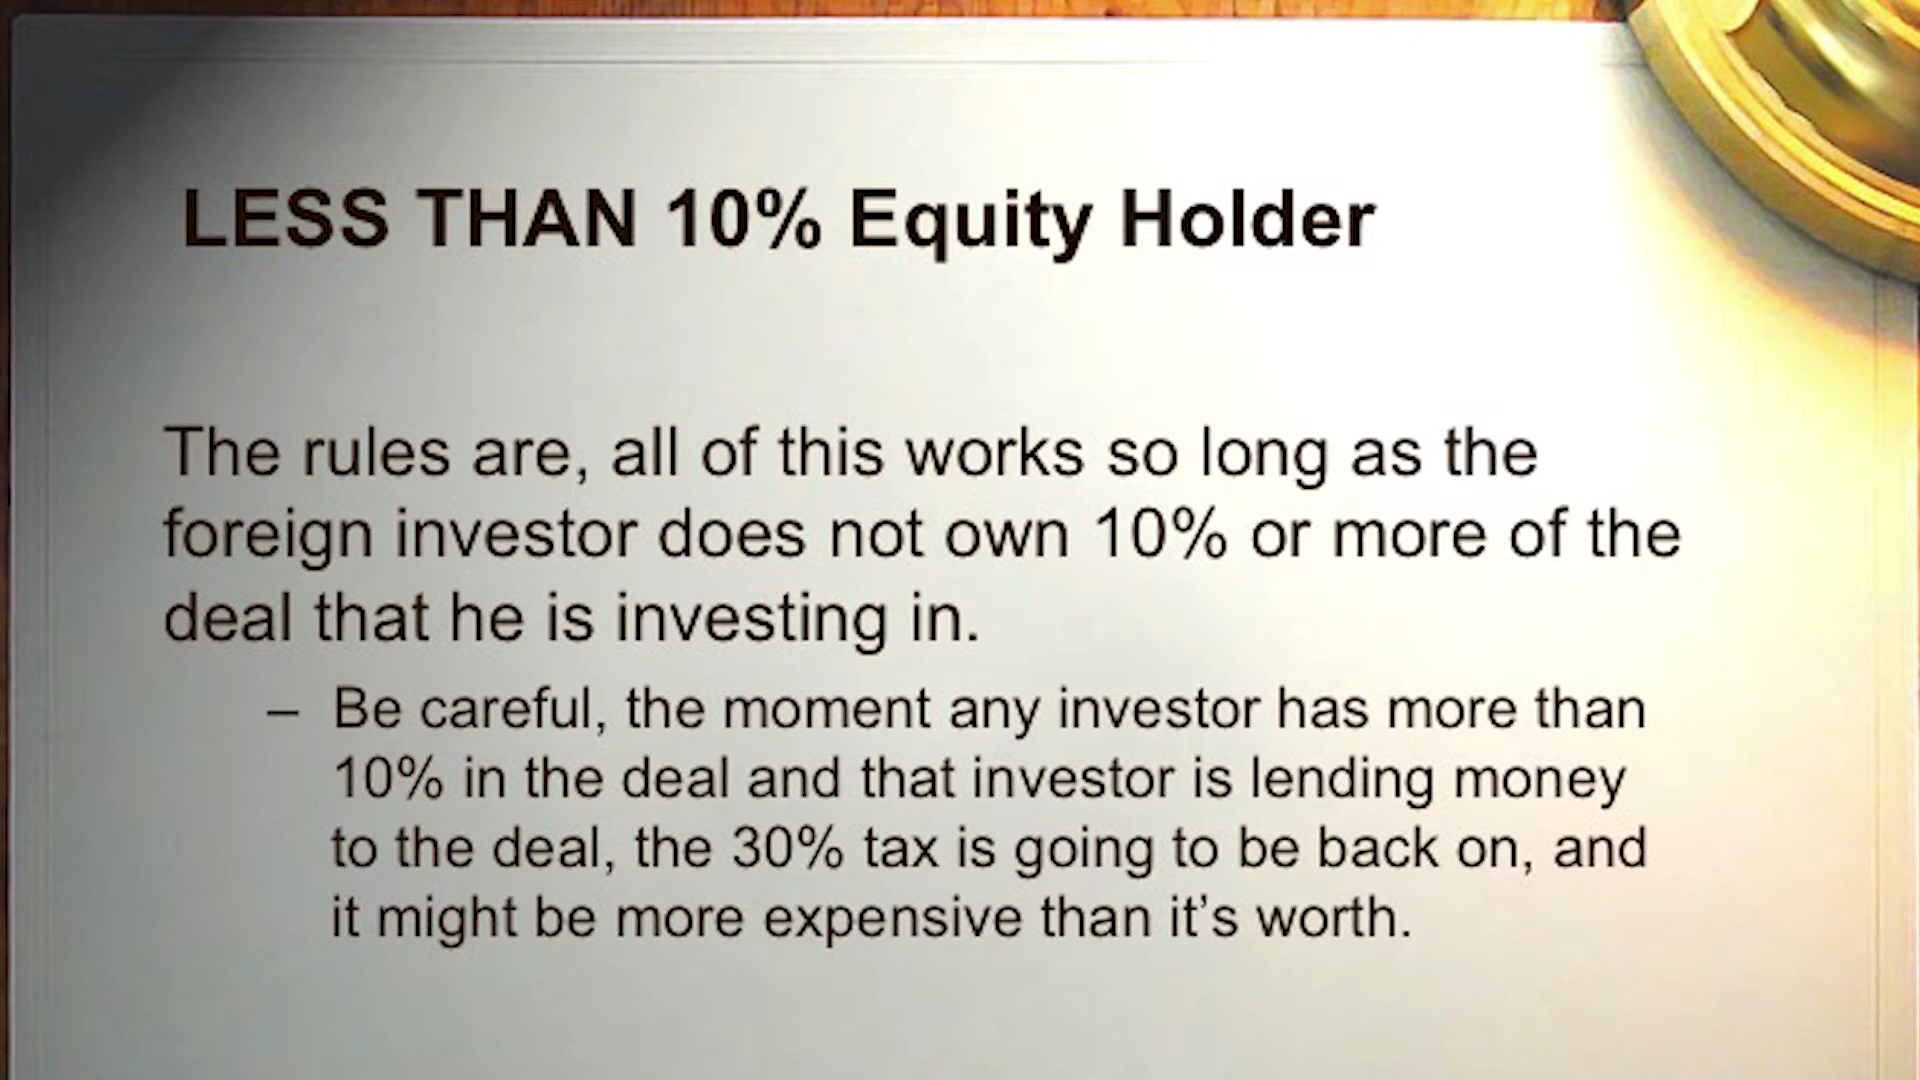 LESS THAN 10% Equity Holder
The rules are, all of this works so long as the
foreign investor does not own 10% or more of the
deal that he is investing in.
– Be careful, the moment any investor has more than
10% in the deal and that investor is lending money
to the deal, the 30% tax is going to be back on, and
it might be more expensive than it’s worth.